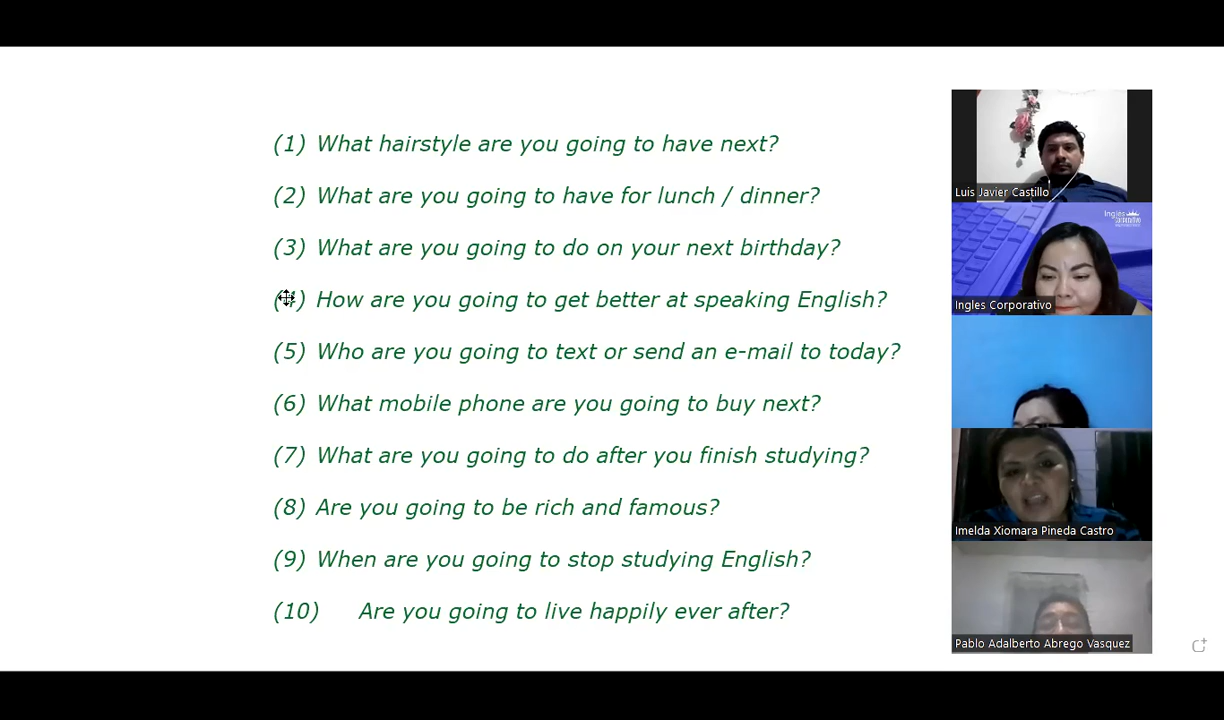 (1) What hairstyle are you going to have next?
(2) What are you going to have for lunch / dinner?
(3) What are you going to do on your next birthday?
(4) How are you going to get better at speaking English?
(5) Who are you going to text or send an e-mail to today?
(6) What mobile phone are you going to buy next?
(7) What are you going to do after you finish studying?
(8) Are you going to be rich and famous?
(9) When are you going to stop studying English?
(10) Are you going to live happily ever after?
Luis Javier Castillo
Ingles
Corporativo
Ingles Corporativo
Imelda Xiomara Pineda Castro
Pablo Adalberto Abrego Vasquez